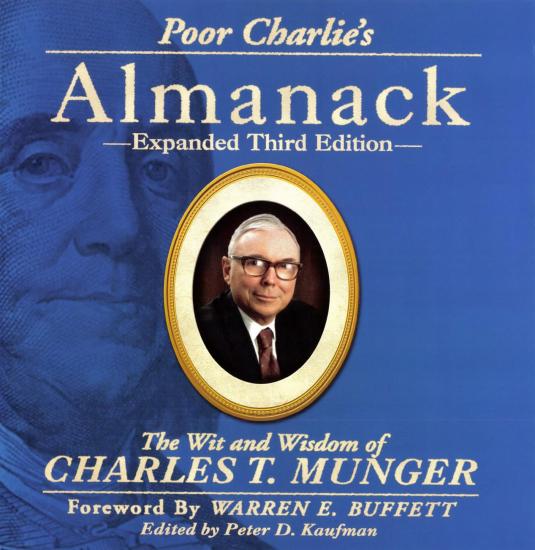 Poor Charlie's
Almanack
—Expanded Third Edition—
The Wit and Wisdom of
CHARLES T. MUNGER
Foreword By WARREN E. BUFFETT
Edited by Peter D. Kaufman